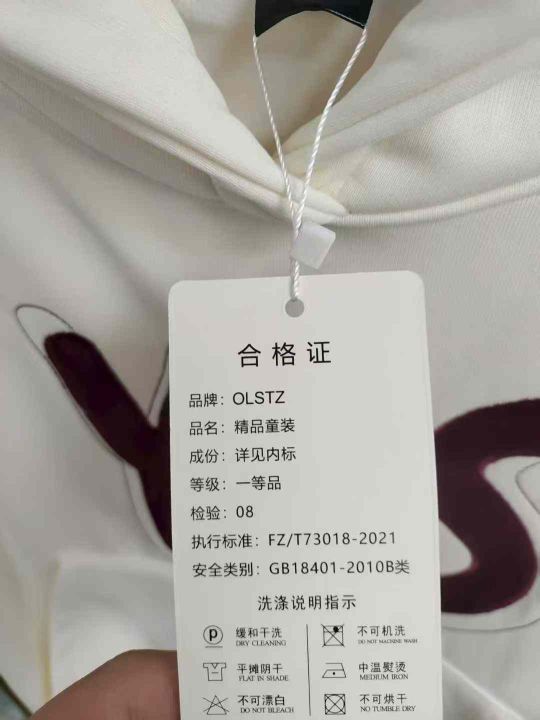 合格证
品牌：OLSTZ
品名：精品童装
成份：详见内标
等级：一等品
检验：08
执行标准：FZ/T73018-2021
安全类别：GB18401-2010B类
洗涤说明指示
P 缓和干洗
DRY CLEANING
不可机洗
DO NOT MACHINE WASH
平摊阴干
FLAT IN SHADE
中温熨烫
MEDIUM IRON
不可漂白
DO NOT BLEACH
不可烘干
NO TUMBLE DRY